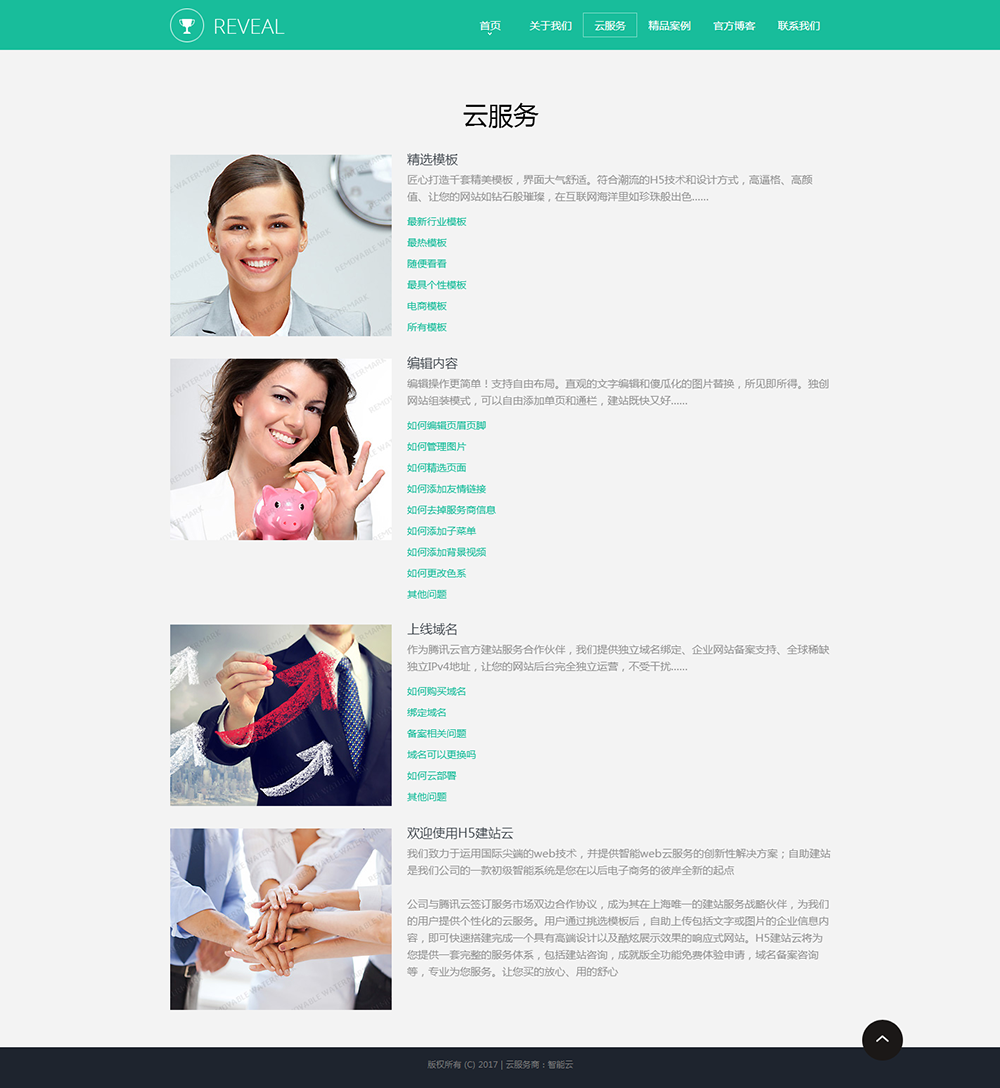 REVEAL
首页 关于我们 云服务 精品案例 官方博客 联系我们
云服务
精选模板
匠心打造千套精美模板，界面大气舒适。符合潮流的H5技术和设计方式，高逼格、高颜
值、让您的网站如钻石般璀璨，在互联网海洋里如珍珠般出色......
最新行业模板
最热模板
随便看看
最具个性模板
电商模板
所有模板
编辑内容
编辑操作更简单！支持自由布局。直观的文字编辑和傻瓜化的图片替换，所见即所得。独创
网站组装模式，可以自由添加单页和通栏，建站既快又好......
如何编辑页眉页脚
如何管理图片
如何精选页面
如何添加友情链接
如何去掉服务商信息
如何添加子菜单
如何添加背景视频
如何更改色系
其他问题
上线域名
作为腾讯云官方建站服务合作伙伴，我们提供独立域名绑定、企业网站备案支持、全球稀缺
独立IPv4地址，让您的网站后台完全独立运营，不受干扰......
如何购买域名
绑定域名
备案相关问题
域名可以更换吗
如何云部署
其他问题
欢迎使用H5建站云
我们致力于运用国际尖端的web技术，并提供智能web云服务的创新性解决方案；自助建站
是我们公司的一款初级智能系统是您在以后电子商务的彼岸全新的起点
公司与腾讯云签订服务市场双边合作协议，成为其在上海唯一的建站服务战略伙伴，为我们
的用户提供个性化的云服务。用户通过挑选模板后，自助上传包括文字或图片的企业信息内
容，即可快速搭建完成一个具有高端设计以及酷炫展示效果的响应式网站。H5建站云将为
您提供一套完整的服务体系，包括建站咨询，成就版全功能免费体验申请，域名备案咨询
等，专业为您服务。让您买的放心、用的舒心
版权所有 (C) 2017 | 云服务商：智能云